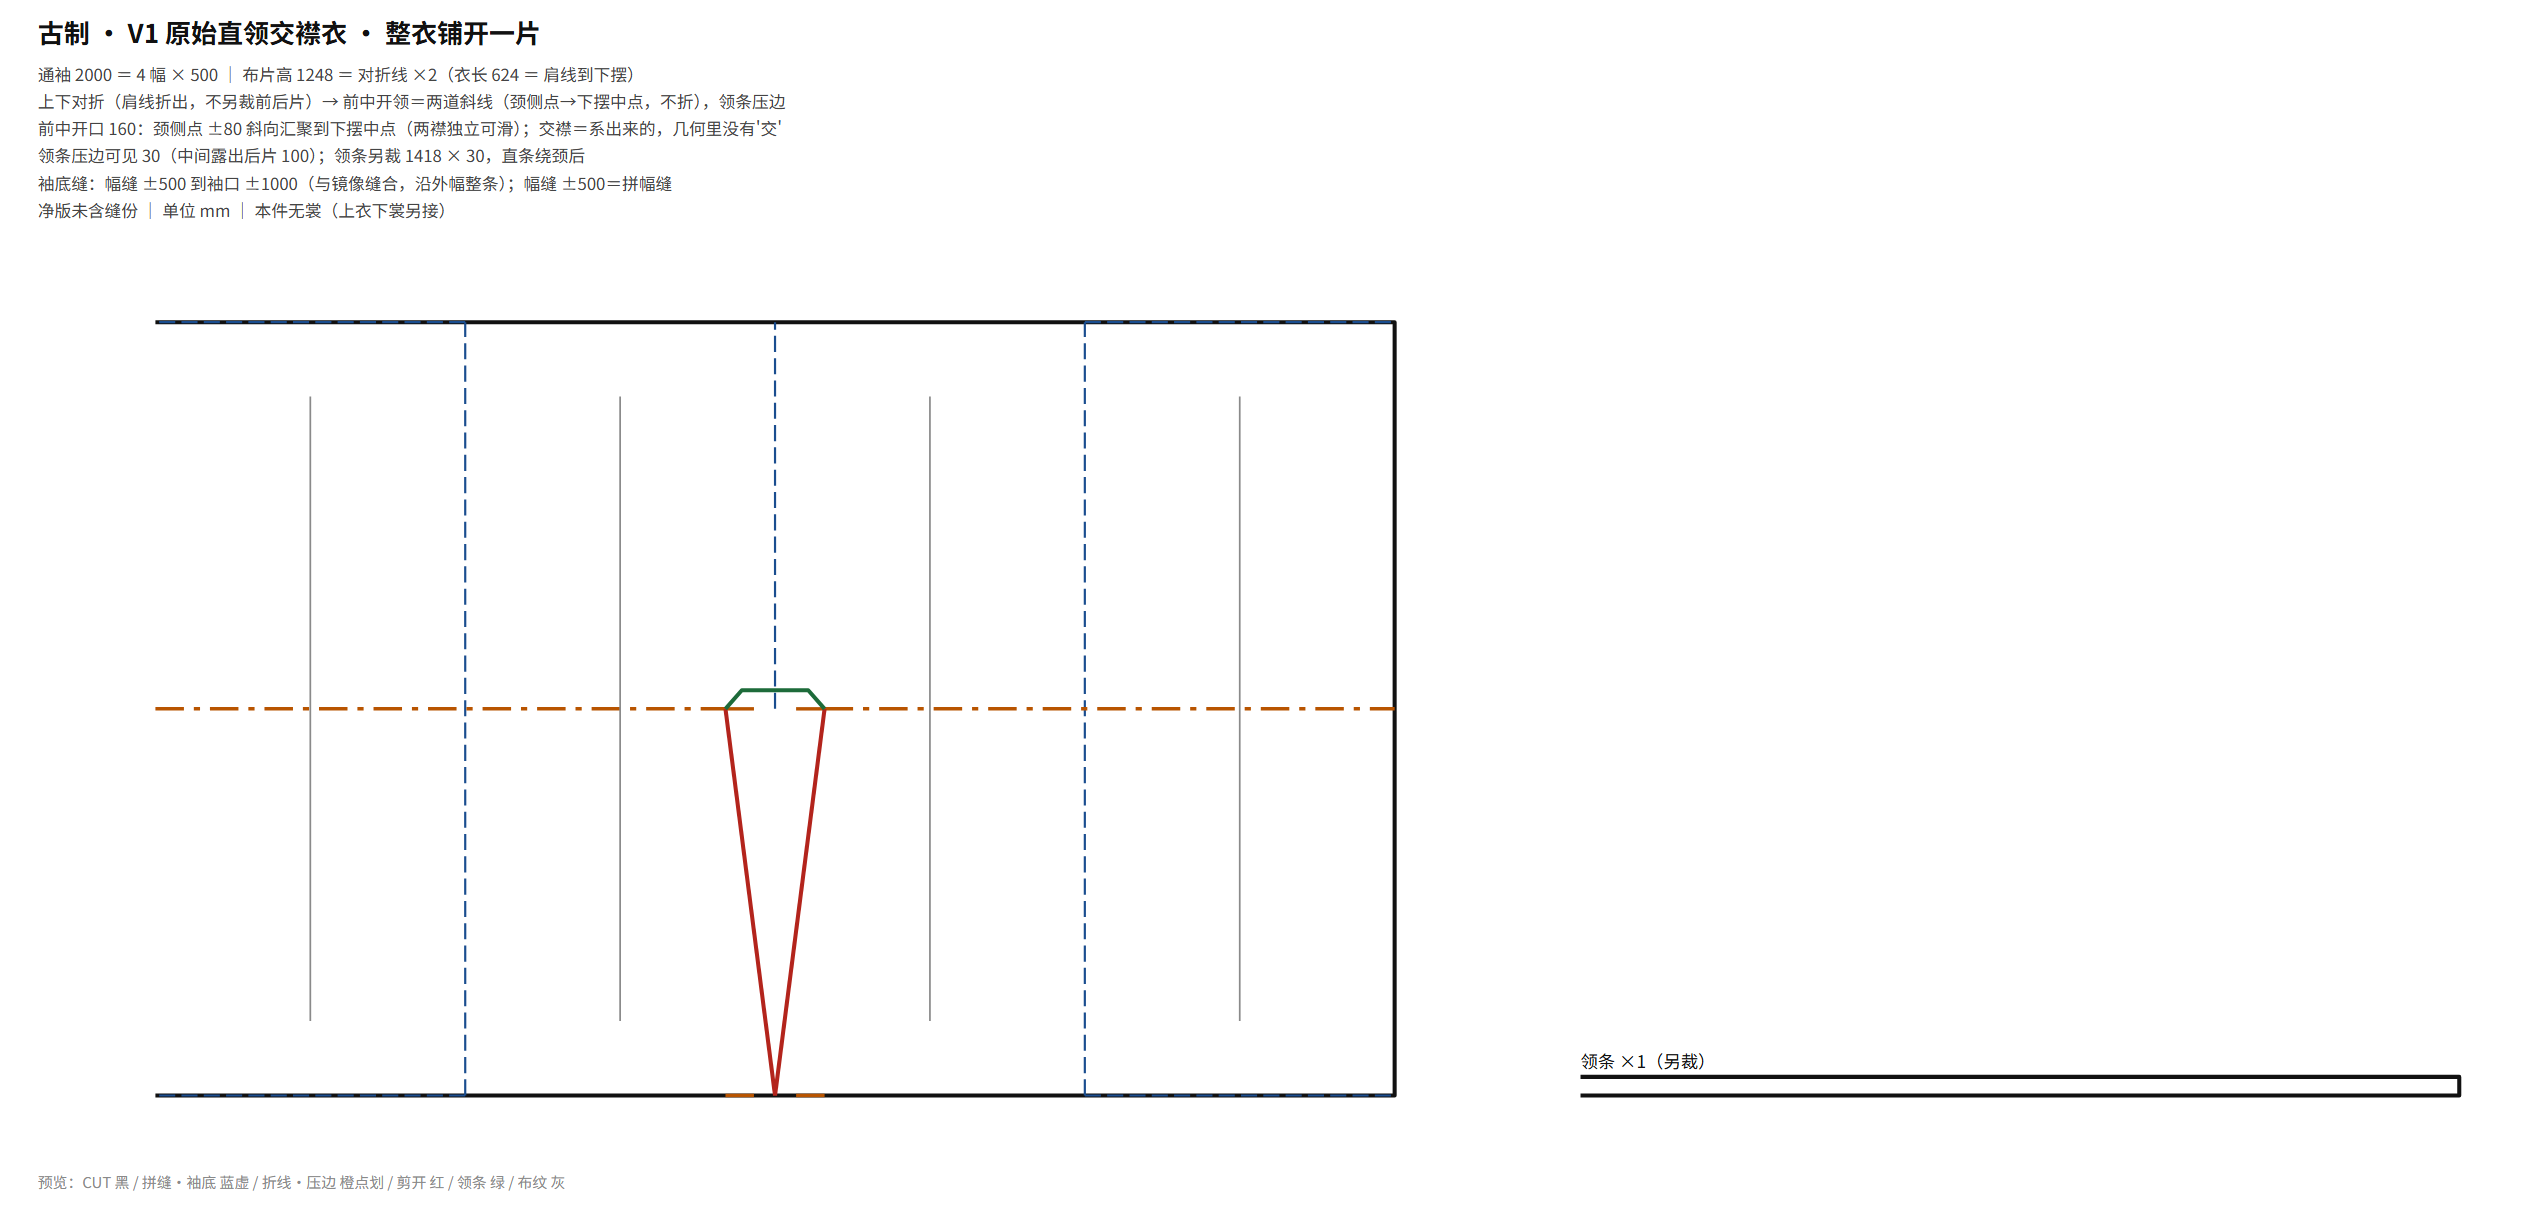 古制 · V1 原始直领交襟衣 · 整衣铺开一片
通袖 2000 = 4 幅 × 500 ｜ 布片高 1248 = 对折线 ×2（衣长 624 = 肩线到下摆）
上下对折（肩线折出，不另裁前后片）→ 前中开领＝两道斜线（颈侧点→下摆中点，不折），领条压边
前中开口 160：颈侧点 ±80 斜向汇聚到下摆中点（两襟独立可滑）；交襟＝系出来的，几何里没有'交'
领条压边可见 30（中间露出后片 100）；领条另裁 1418 × 30，直条绕颈后
袖底缝：幅缝 ±500 到袖口 ±1000（与镜像缝合，沿外幅整条）；幅缝 ±500＝拼幅缝
净版未含缝份 ｜ 单位 mm ｜ 本件无裳（上衣下裳另接）
领条 ×1（另裁）
预览：CUT 黑 / 拼缝·袖底 蓝虚 / 折线·压边 橙点划 / 剪开 红 / 领条 绿 / 布纹 灰